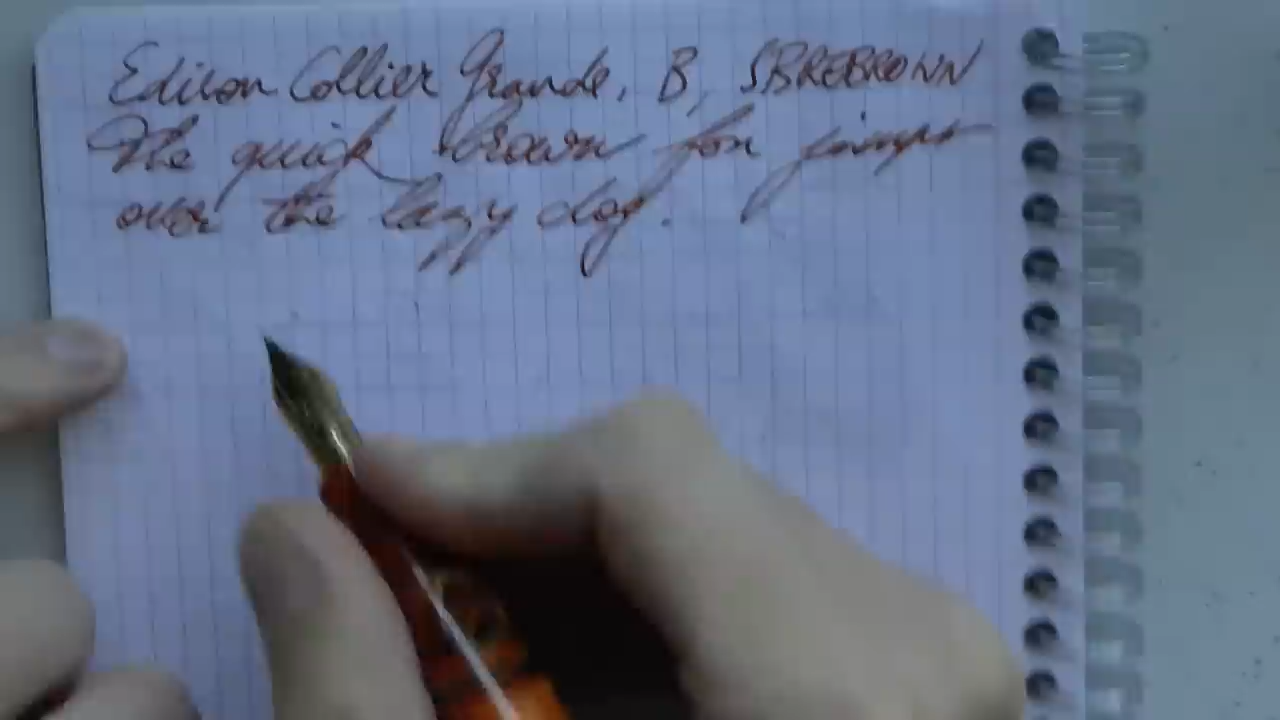 Edison Collier Grande, B, SBREBROWN
The quick brown fox jumps
over the lazy dog.